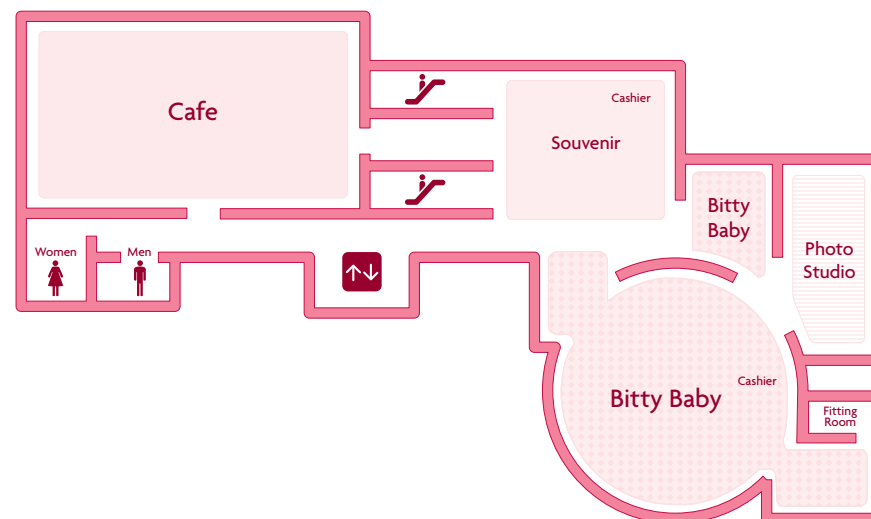 Cafe
Cashier
Souvenir
Bitty
Baby
Photo
Studio
Women
Men
Bitty Baby
Cashier
Fitting
Room